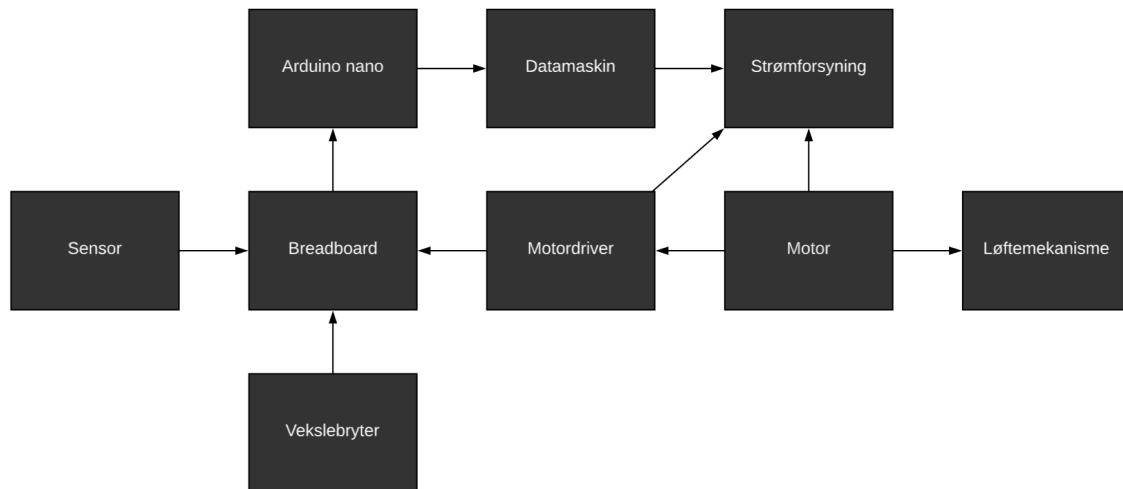 Arduino nano
Datamaskin
Strømforsyning
Sensor
Breadboard
Motordriver
Motor
Løftemekanisme
Vekslebryter